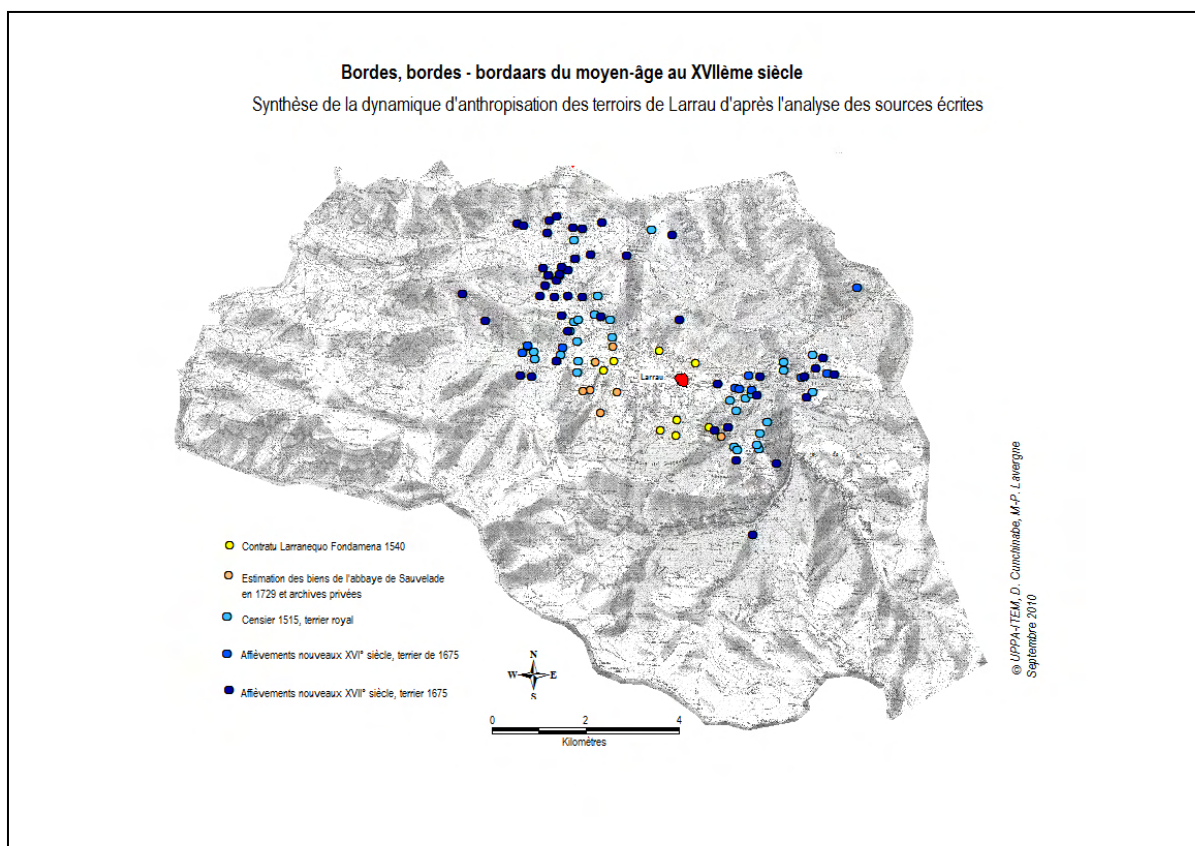 Bordes, bordes - bordaars du moyen-âge au XVIIème siècle
Synthèse de la dynamique d'anthropisation des terroirs de Larrau d'après l'analyse des sources écrites
Larrau
Contratu Larranequo Fondamena 1540
Estimation des biens de l'abbaye de Sauvelade
en 1729 et archives privées
Censier 1515, terrier royal
Affièvements nouveaux XVI° siècle, terrier de 1675
Affièvements nouveaux XVII° siècle, terrier 1675
N
W E
S
0 2 4
Kilomètres
© UPPA-ITEM, D. Cunchinabe, M-P. Lavergne
Septembre 2010